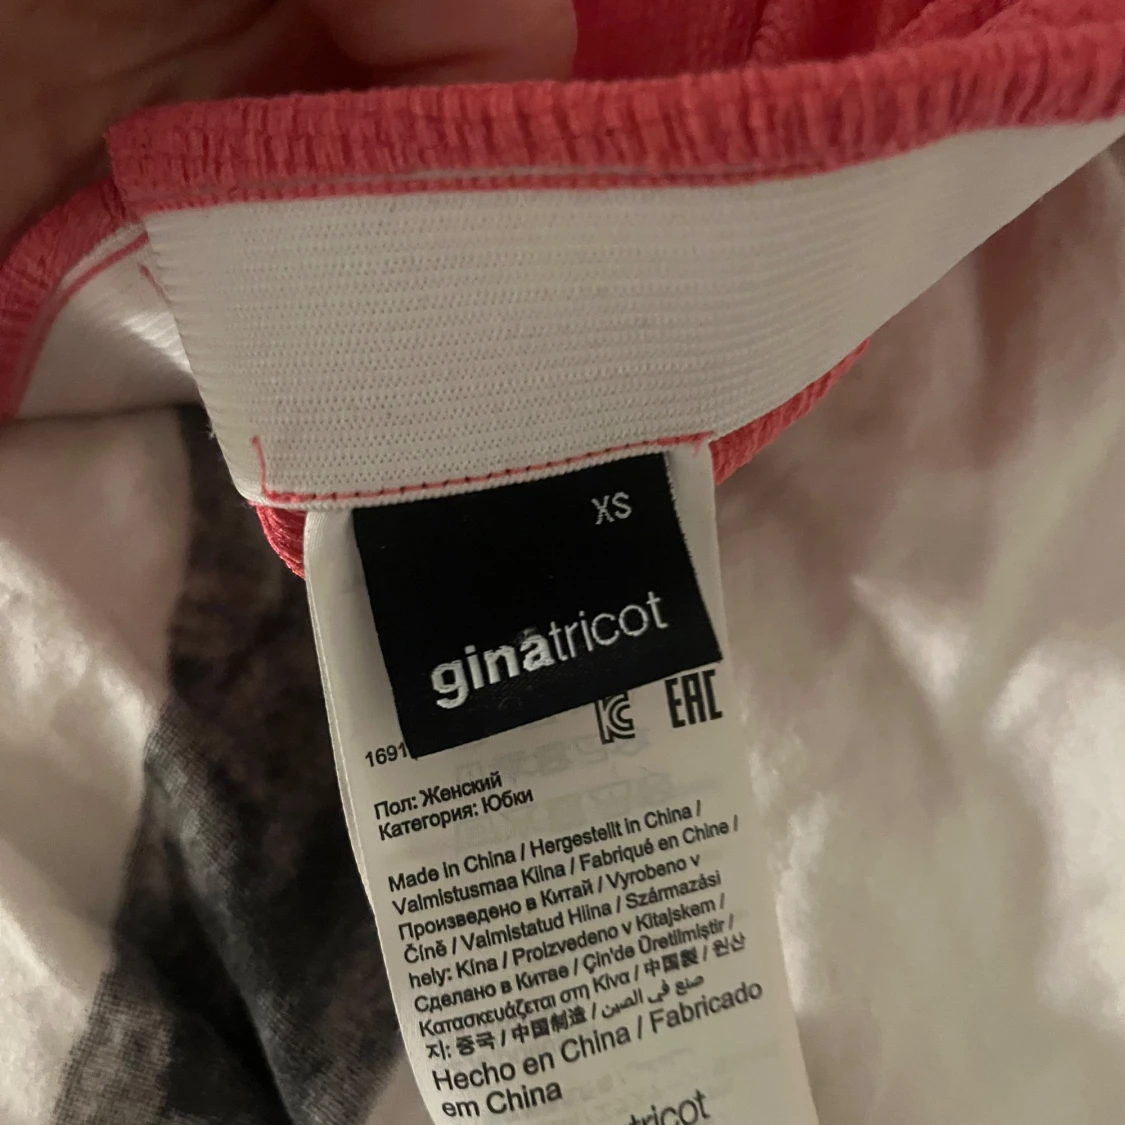 XS
ginatricot
EAC
1691
Пол: Женский
Категория: Юбки
Made in China / Hergestellt in China /
Valmistusmaa Kiina / Fabriqué en Chine /
Произведено в Китай / Vyrobeno v
Číně / Valmistatud Hiina / Származási
hely: Kína / Proizvedeno v Kitajskem /
Сделано в Китае / Çin'de Üretilmiştir /
Κατασκευάζεται στη Κίνα / 中国製 / 원산
지: 중국 / 中国制造 / صنع في الصين /
Hecho en China / Fabricado
em China
tricot